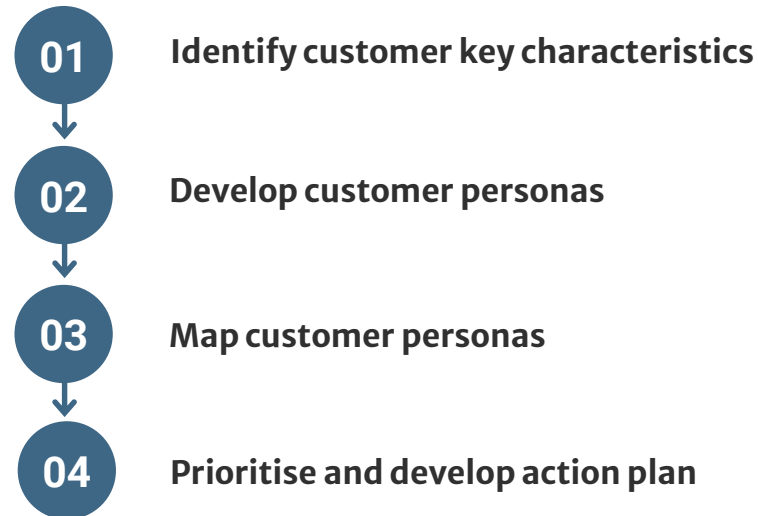 01 Identify customer key characteristics
02 Develop customer personas
03 Map customer personas
04 Prioritise and develop action plan